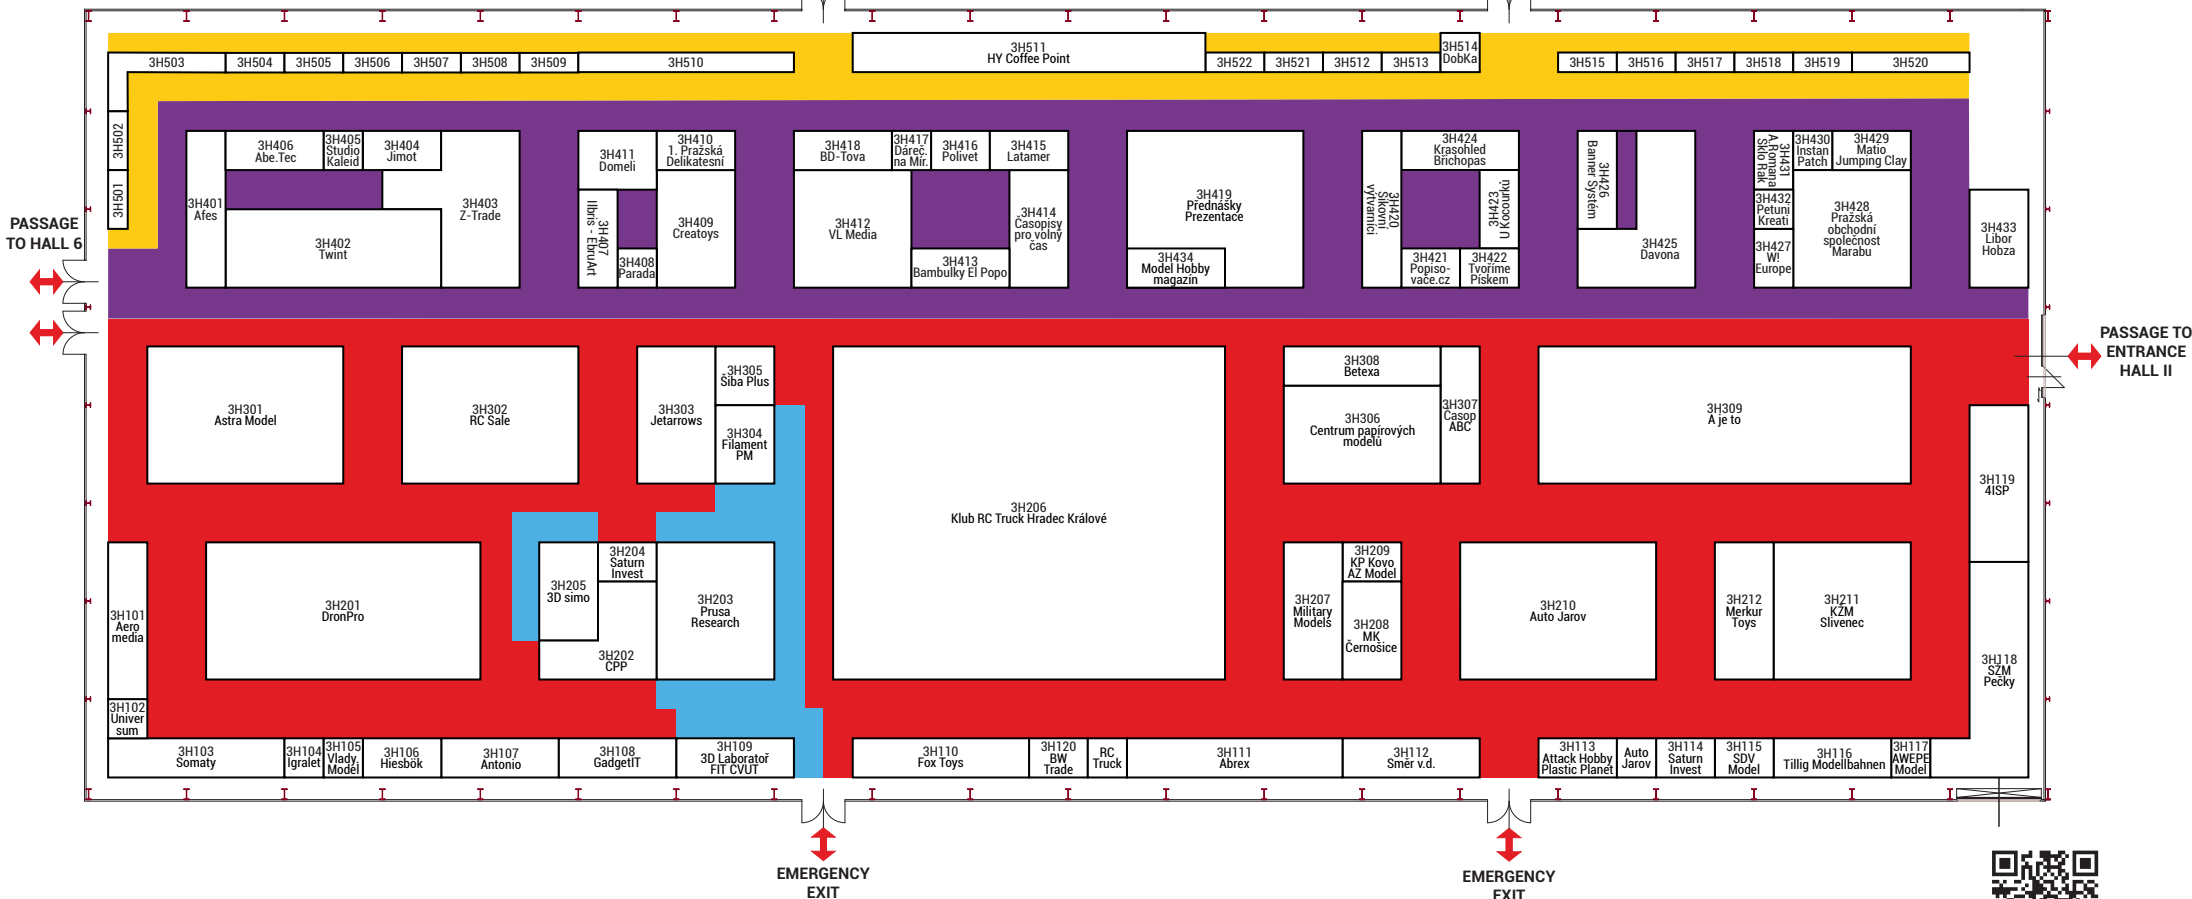 3H503
3H504
3H505
3H506
3H507
3H508
3H509
3H510
3H511
HY Coffee Point
3H522
3H521
3H512
3H513
3H514
DobKa
3H515
3H516
3H517
3H518
3H519
3H520
3H502
3H501
3H401
Afes
3H406
Abe.Tec
3H405
Studio
Kaleid
3H404
Jimot
3H403
Z-Trade
3H402
Twint
3H411
Domeli
3H410
1. Pražská
Delikatesní
3H407
Ilbris - EbruArt
3H408
Parada
3H409
Creatoys
3H418
BD-Tova
3H417
Dáreč.
na Mír.
3H416
Polivet
3H415
Latamer
3H412
VL Media
3H414
Časopisy
pro volný
čas
3H413
Bambulky El Popo
3H419
Přednášky
Prezentace
3H434
Model Hobby
magazín
3H420
Šikovní
výtvarníci
3H424
Krasohled
Břichopas
3H423
U Kocourků
3H421
Popiso-
vače.cz
3H422
Tvoříme
Pískem
3H426
Banner Systém
3H425
Davona
3H431
A.Romana
Sklo Rak
3H430
Instan
Patch
3H429
Matio
Jumping Clay
3H432
Petuni
Kreati
3H427
W!
Europe
3H428
Pražská
obchodní
společnost
Marabu
3H433
Libor
Hobza
PASSAGE
TO HALL 6
PASSAGE TO
ENTRANCE
HALL II
3H301
Astra Model
3H302
RC Sale
3H303
Jetarrows
3H305
Šiba Plus
3H304
Filament
PM
3H206
Klub RC Truck Hradec Králové
3H308
Betexa
3H306
Centrum papírových
modelů
3H307
Časop
ABC
3H309
A je to
3H119
4ISP
3H101
Aero
media
3H201
DronPro
3H205
3D simo
3H204
Saturn
Invest
3H202
CPP
3H203
Prusa
Research
3H207
Military
Models
3H209
KP Kovo
AZ Model
3H208
MK
Černošice
3H210
Auto Jarov
3H212
Merkur
Toys
3H211
KŽM
Slivenec
3H118
SŽM
Pečky
3H102
Univer
sum
3H103
Somaty
3H104
Igralet
3H105
Vlady.
Model
3H106
Hiesbök
3H107
Antonio
3H108
GadgetIT
3H109
3D Laboratoř
FIT CVUT
3H110
Fox Toys
3H120
BW
Trade
RC
Truck
3H111
Abrex
3H112
Směr v.d.
3H113
Attack Hobby
Plastic Planet
Auto
Jarov
3H114
Saturn
Invest
3H115
SDV
Model
3H116
Tillig Modellbahnen
3H117
AWEPE
Model
EMERGENCY
EXIT
EMERGENCY
EXIT